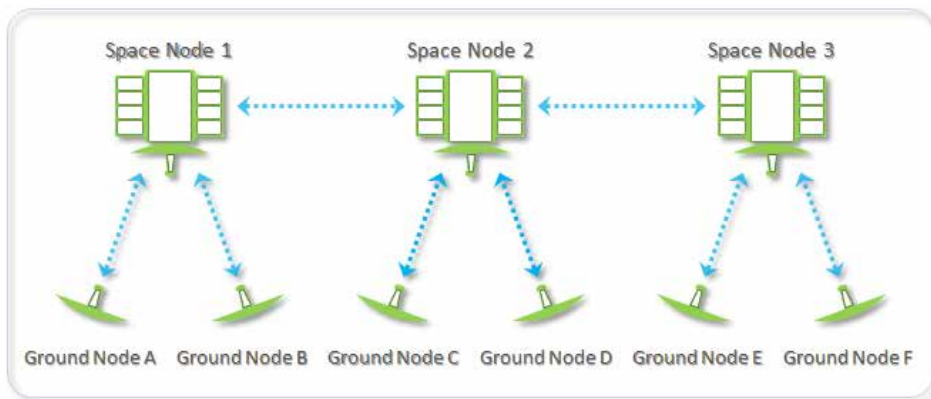 Space Node 1
Space Node 2
Space Node 3
Ground Node A
Ground Node B
Ground Node C
Ground Node D
Ground Node E
Ground Node F